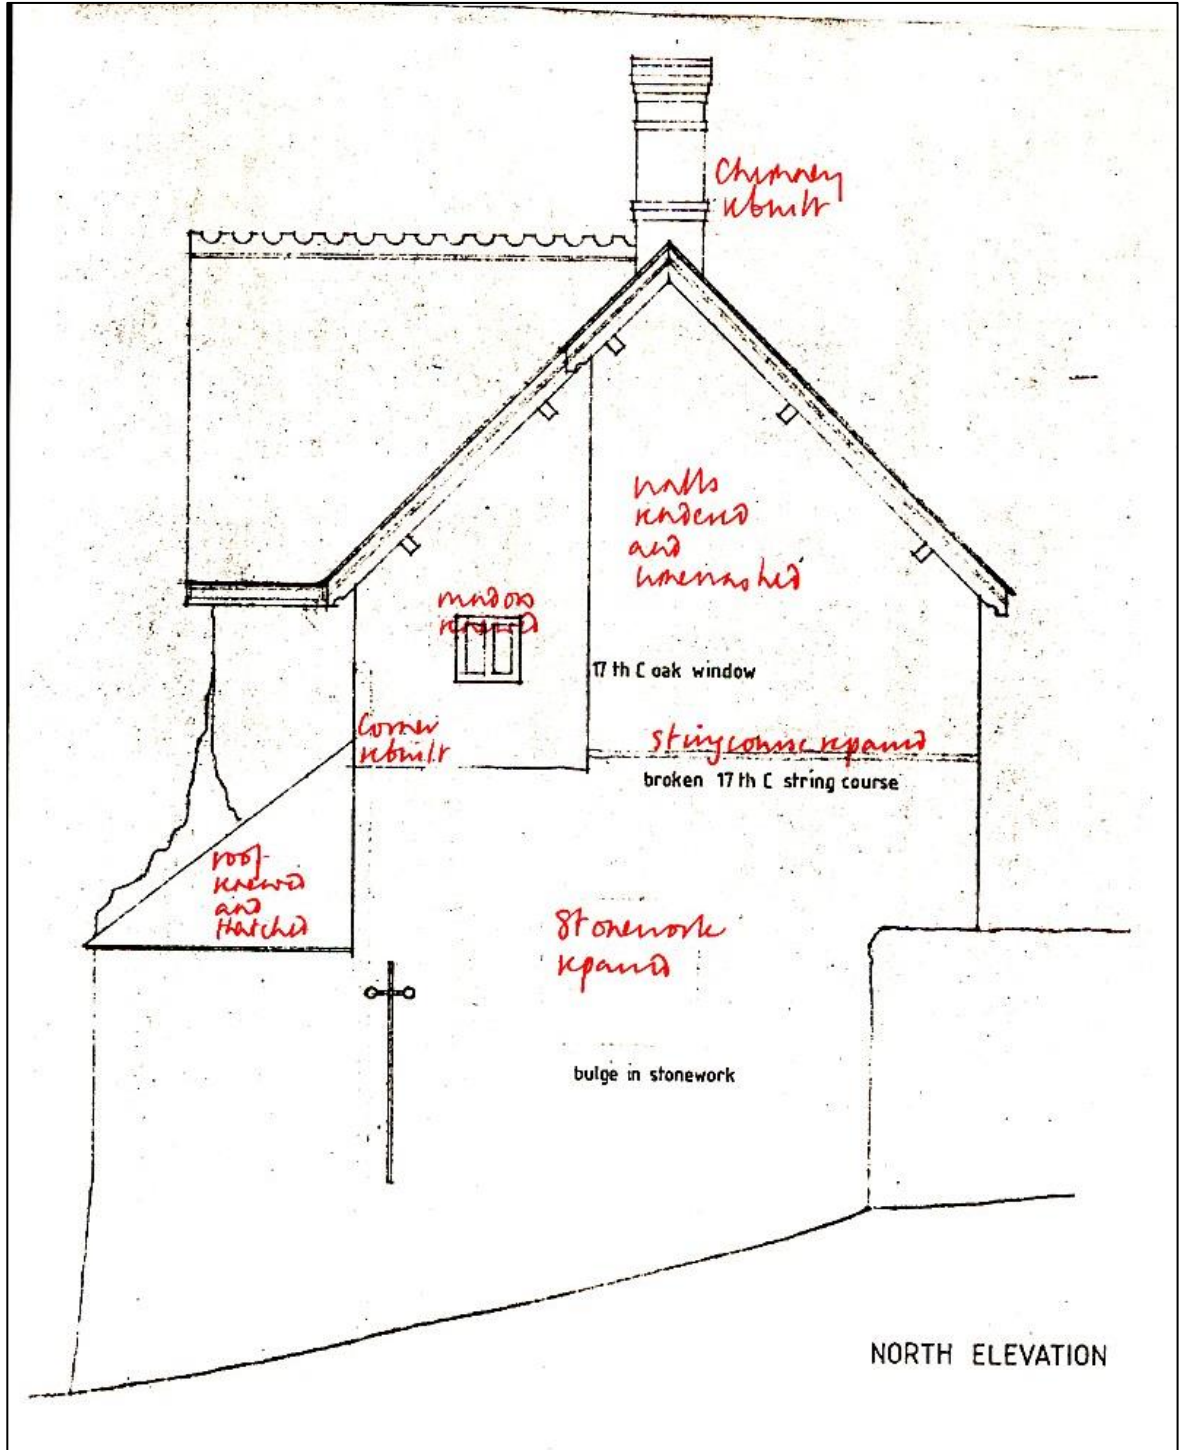 Chimney
rebuilt
walls
rendered
and
limewashed
window
renewed
17 th C oak window
Corner
rebuilt
Stringcourse repaired
broken 17 th C string course
roof
renewed
and
thatched
Stonework
repaired
bulge in stonework
NORTH ELEVATION